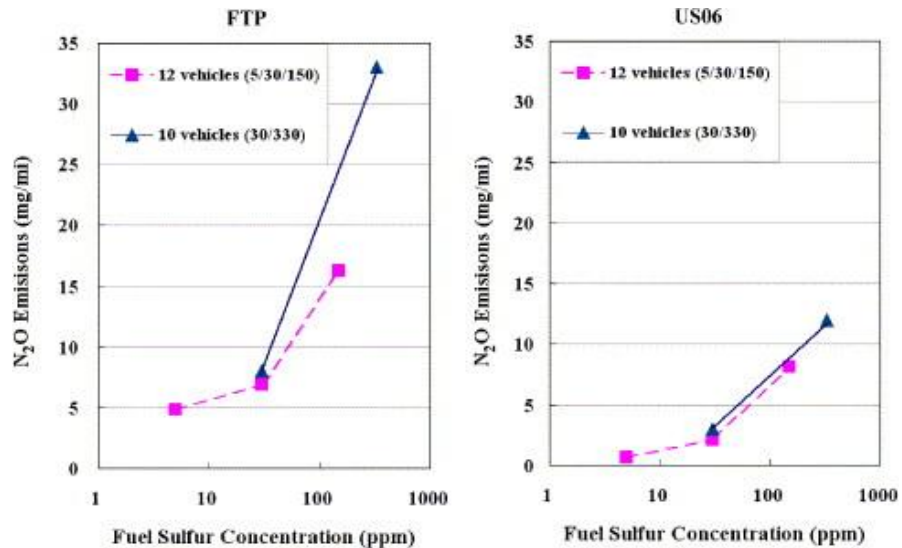 FTP
35
30
25
20
15
10
5
0
12 vehicles (5/30/150)
10 vehicles (30/330)
N₂O Emisisons (mg/mi)
1 10 100 1000
Fuel Sulfur Concentration (ppm)
US06
35
30
25
20
15
10
5
0
12 vehicles (5/30/150)
10 vehicles (30/330)
N₂O Emisisons (mg/mi)
1 10 100 1000
Fuel Sulfur Concentration (ppm)